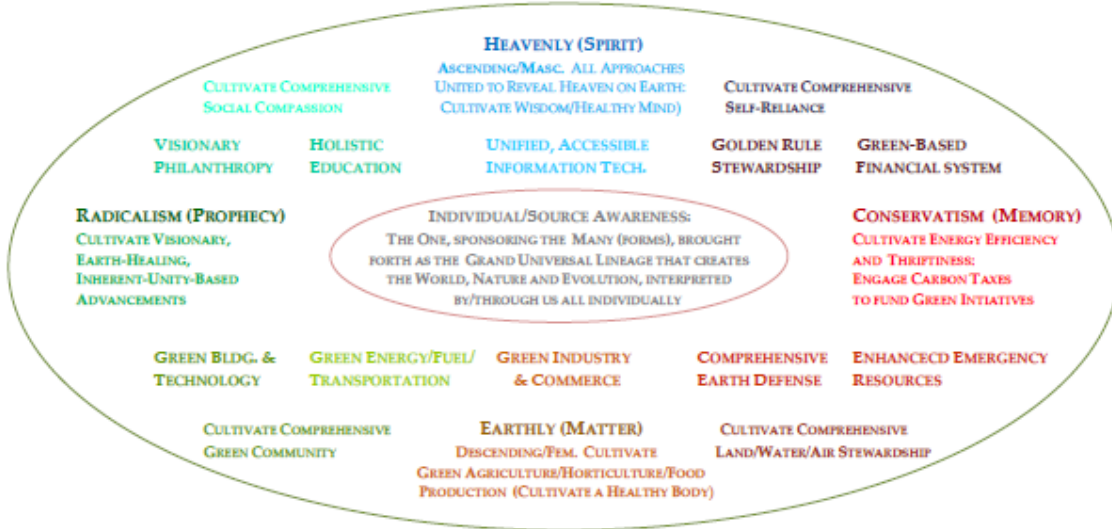 HEAVENLY (SPIRIT)
ASCENDING/MASC. ALL APPROACHES
UNITED TO REVEAL HEAVEN ON EARTH:
CULTIVATE WISDOM/HEALTHY MIND)
CULTIVATE COMPREHENSIVE
SOCIAL COMPASSION
CULTIVATE COMPREHENSIVE
SELF-RELIANCE
VISIONARY
PHILANTHROPY
HOLISTIC
EDUCATION
UNIFIED, ACCESSIBLE
INFORMATION TECH.
GOLDEN RULE
STEWARDSHIP
GREEN-BASED
FINANCIAL SYSTEM
RADICALISM (PROPHECY)
CULTIVATE VISIONARY,
EARTH-HEALING,
INHERENT-UNITY-BASED
ADVANCEMENTS
INDIVIDUAL/SOURCE AWARENESS:
THE ONE, SPONSORING THE MANY (FORMS), BROUGHT
FORTH AS THE GRAND UNIVERSAL LINEAGE THAT CREATES
THE WORLD, NATURE AND EVOLUTION, INTERPRETED
BY/THROUGH US ALL INDIVIDUALLY
CONSERVATISM (MEMORY)
CULTIVATE ENERGY EFFICIENCY
AND THRIFTINESS:
ENGAGE CARBON TAXES
TO FUND GREEN INTIATIVES
GREEN BLDG. &
TECHNOLOGY
GREEN ENERGY/FUEL/
TRANSPORTATION
GREEN INDUSTRY
& COMMERCE
COMPREHENSIVE
EARTH DEFENSE
ENHANCECD EMERGENCY
RESOURCES
CULTIVATE COMPREHENSIVE
GREEN COMMUNITY
EARTHLY (MATTER)
DESCENDING/FEM. CULTIVATE
GREEN AGRICULTURE/HORTICULTURE/FOOD
PRODUCTION (CULTIVATE A HEALTHY BODY)
CULTIVATE COMPREHENSIVE
LAND/WATER/AIR STEWARDSHIP